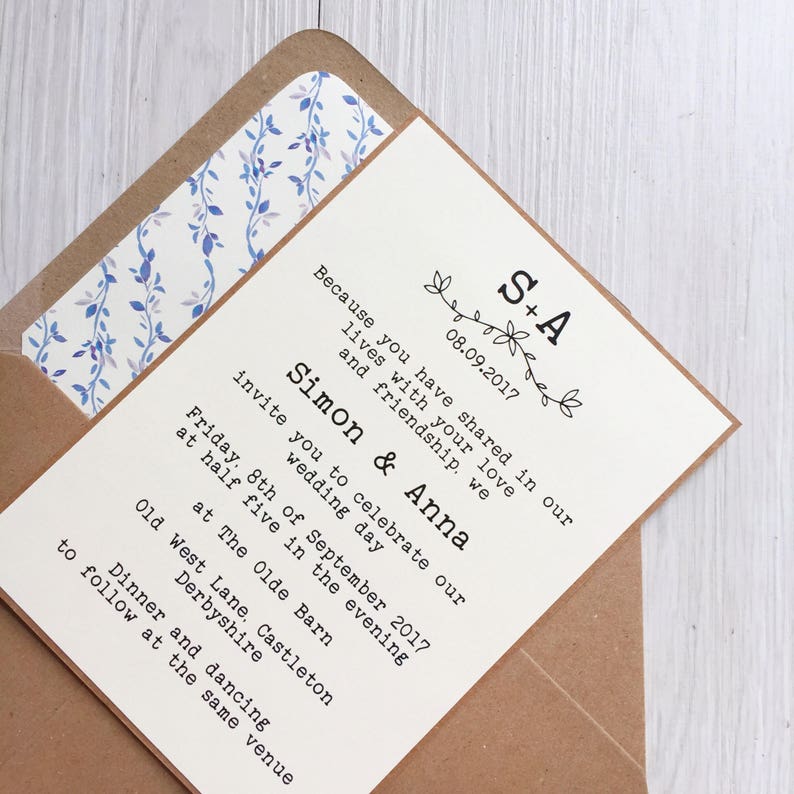 S+A
08.09.2017
Because you have shared in our
lives with your love
and friendship, we
Simon & Anna
invite you to celebrate our
wedding day
Friday, 8th of September 2017
at half five in the evening
at The Olde Barn
Old West Lane, Castleton
Derbyshire
Dinner and dancing
to follow at the same venue